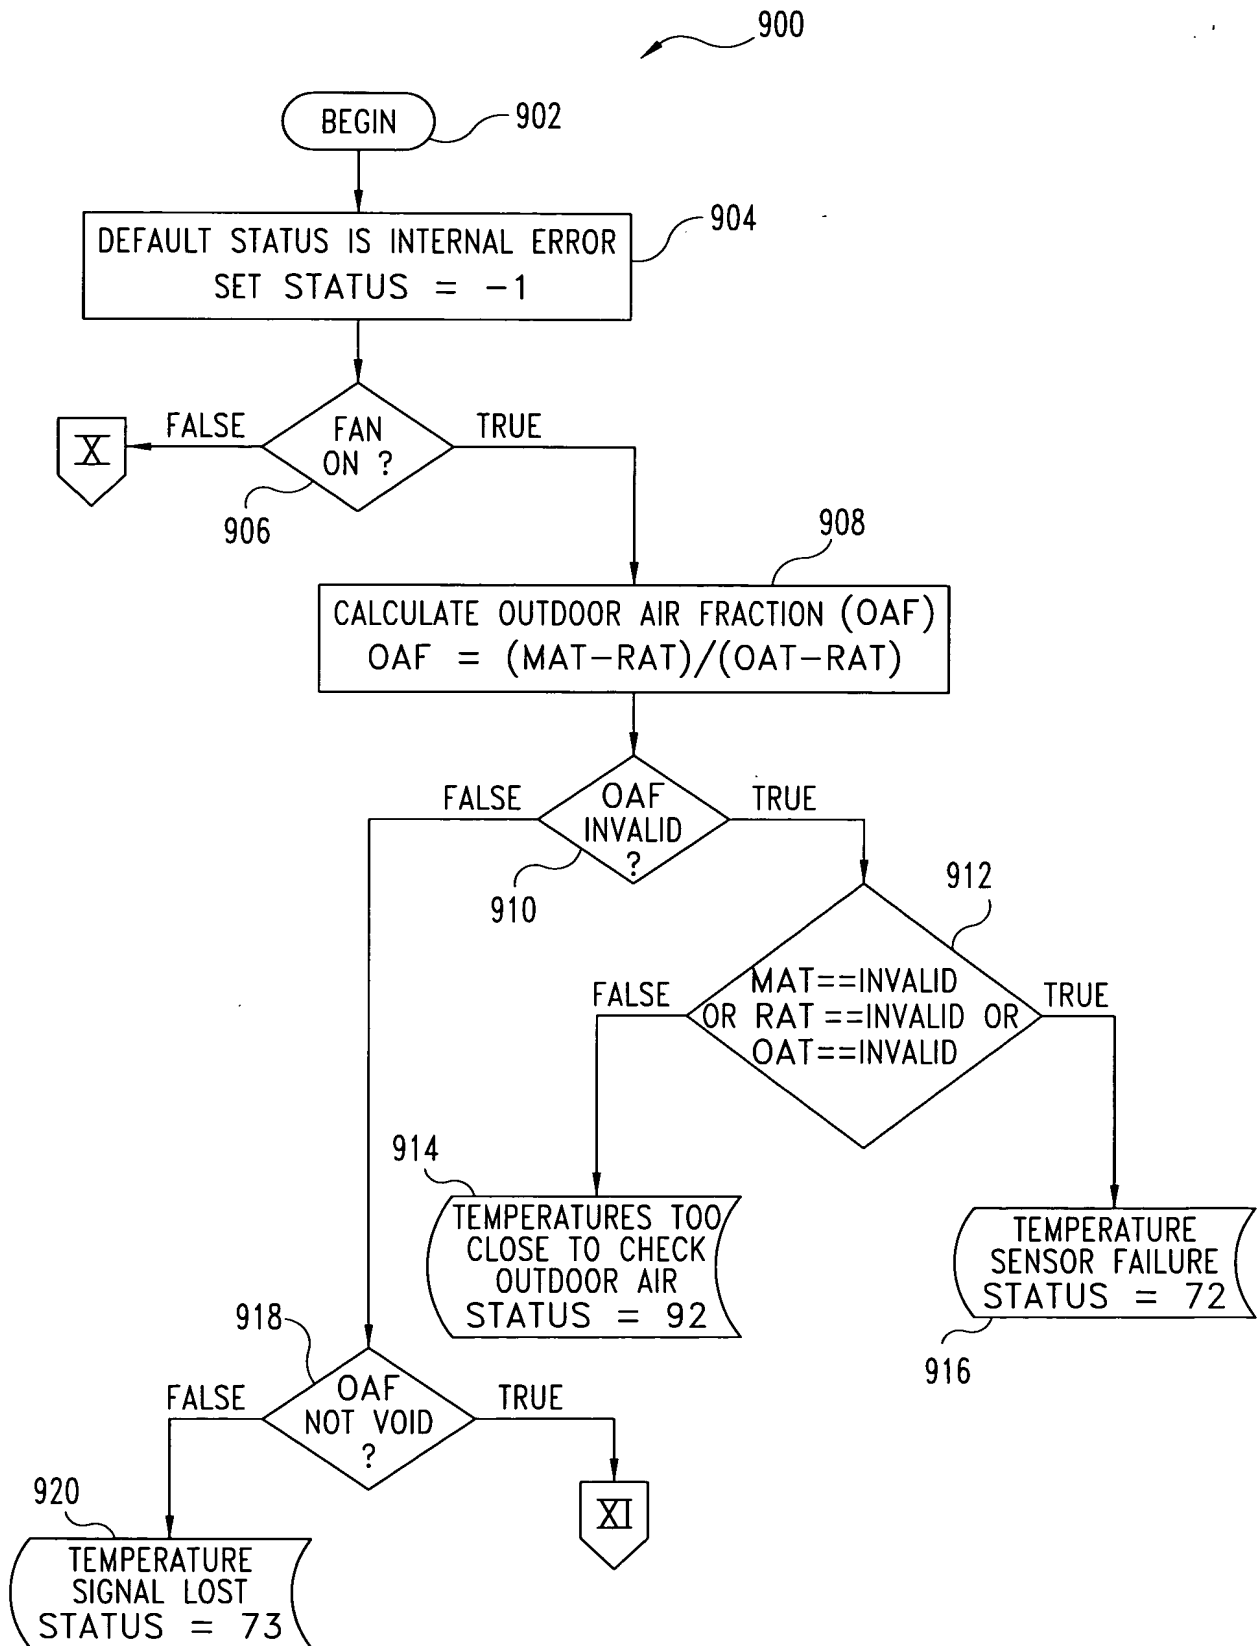 900
BEGIN
902
904
DEFAULT STATUS IS INTERNAL ERROR
SET STATUS = -1
FALSE
TRUE
X
FAN
ON ?
906
908
CALCULATE OUTDOOR AIR FRACTION (OAF)
OAF = (MAT-RAT)/(OAT-RAT)
FALSE
TRUE
OAF
INVALID
?
910
912
FALSE
TRUE
MAT==INVALID
OR RAT ==INVALID OR
OAT==INVALID
914
TEMPERATURES TOO
CLOSE TO CHECK
OUTDOOR AIR
STATUS = 92
TEMPERATURE
SENSOR FAILURE
STATUS = 72
916
918
FALSE
TRUE
OAF
NOT VOID
?
XI
920
TEMPERATURE
SIGNAL LOST
STATUS = 73